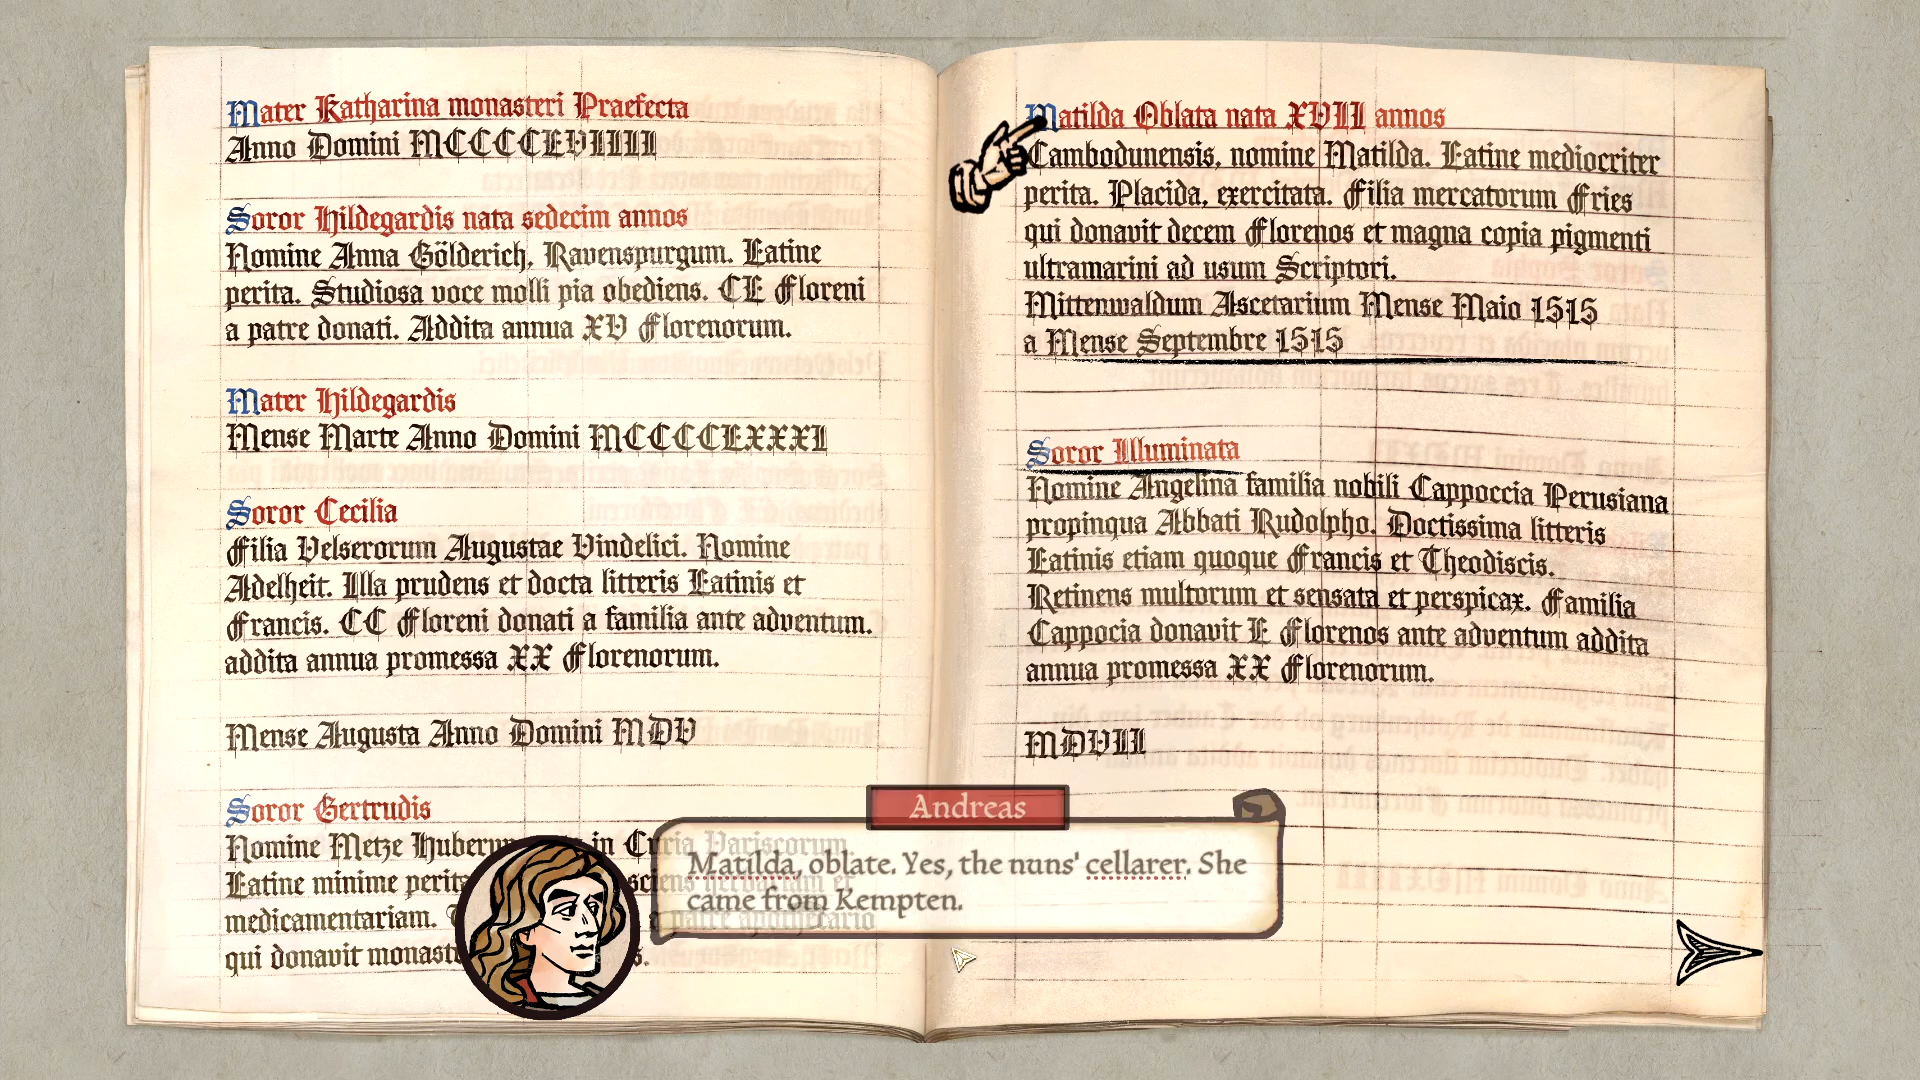 Mater Katharina monasteri Praefecta
Anno Domini MCCCCLVIIII
Soror Hildegardis nata sedecim annos
Nomine Anna Gölderich, Ravenspurgum. Latine
perita. Studiosa voce molli pia obediens. CL Floreni
a patre donati. Addita annua XV Florenorum.
Mater Hildegardis
Mense Marte Anno Domini MCCCCLXXXI
Soror Cecilia
Filia Velserorum Augustae Vindelici. Nomine
Adelheit. Illa prudens et docta litteris Latinis et
Francis. CC Floreni donati a familia ante adventum.
addita annua promessa XX Florenorum.
Mense Augusta Anno Domini MDV
Soror Gertrudis
Nomine Metze in Curia Variscorum
Latine minime perita
medicamentariam. a patre apothecario
qui donavit
Matilda Oblata nata XVII annos
Cambodunensis, nomine Matilda. Latine mediocriter
perita. Placida, exercitata. Filia mercatorum Fries
qui donavit decem Florenos et magna copia pigmenti
ultramarini ad usum Scriptori.
Mittenwaldum Ascetarium Mense Maio 1515
a Mense Septembre 1515
Soror Illuminata
Nomine Angelina familia nobili Cappoccia Perusiana
propinqua Abbati Rudolpho. Doctissima litteris
Latinis etiam quoque Francis et Theodiscis.
Retinens multorum et sensata et perspicax. Familia
Cappocia donavit L Florenos ante adventum addita
annua promessa XX Florenorum.
MDVII
Andreas
Matilda, oblate. Yes, the nuns' cellarer. She
came from Kempten.